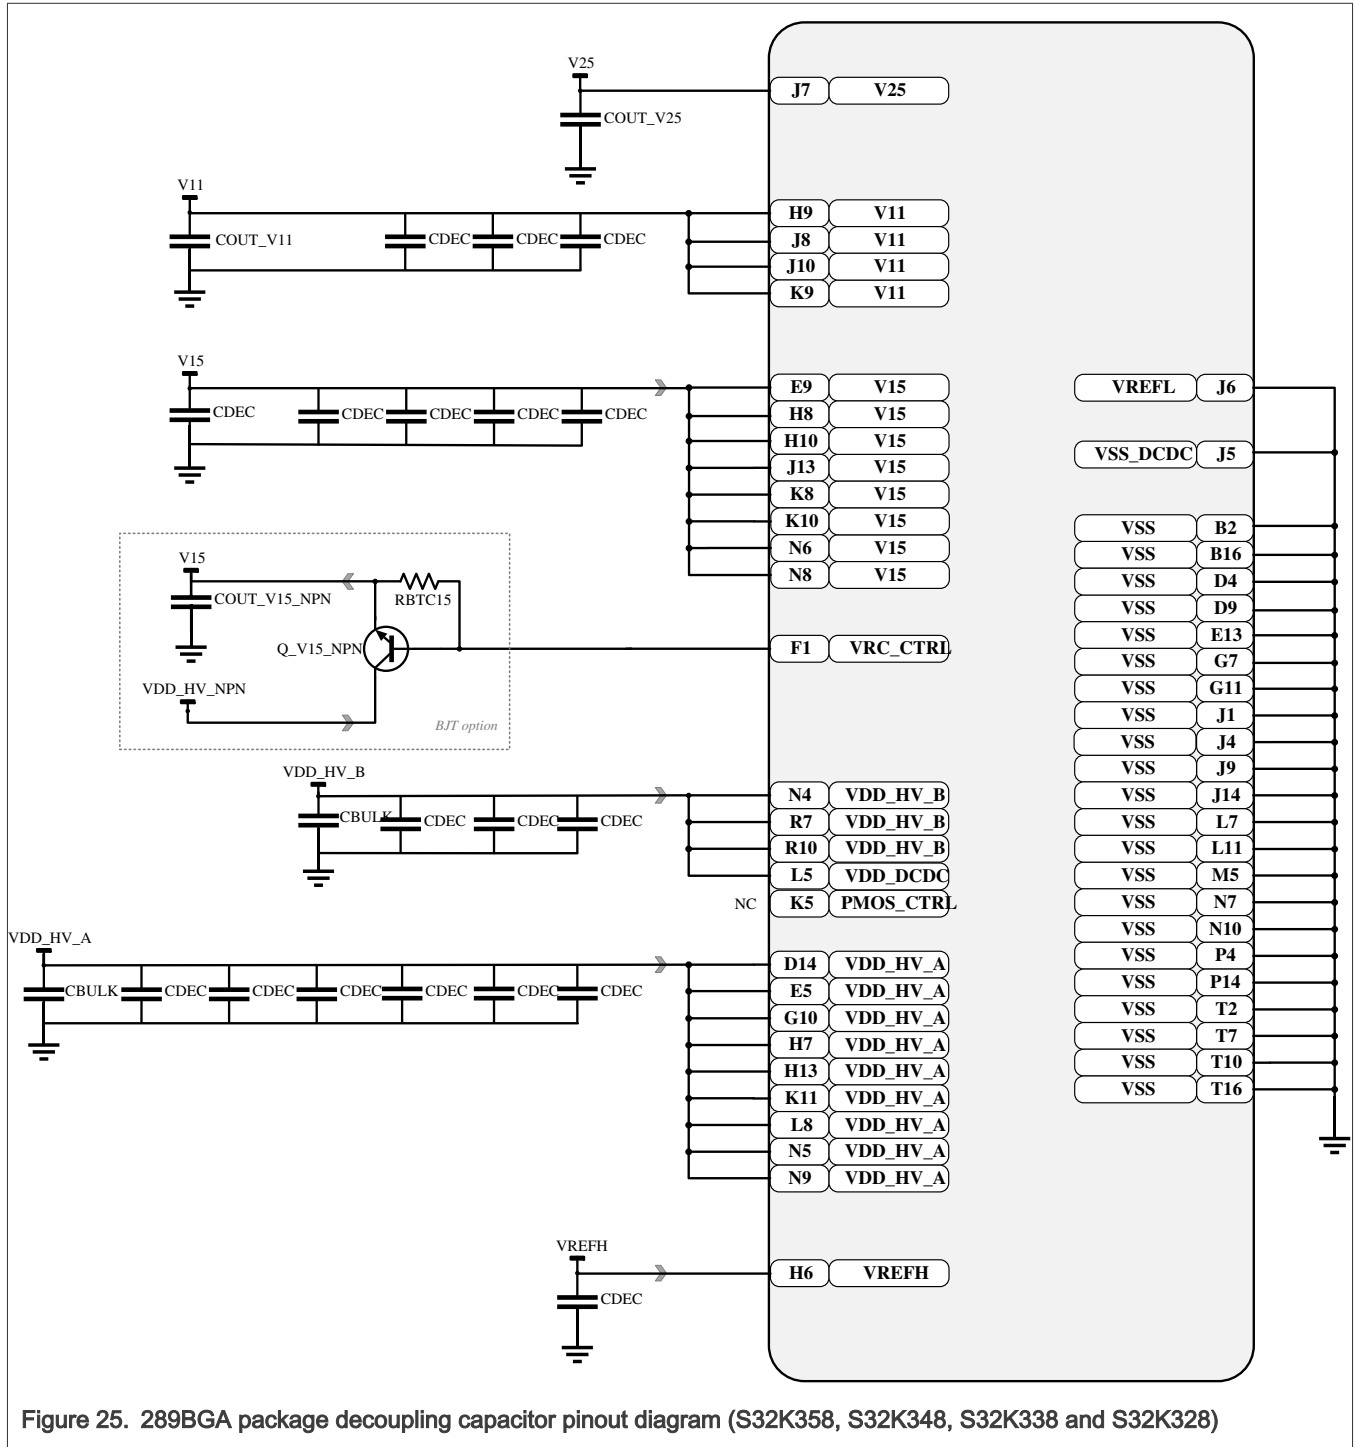 V25
J7 V25
COUT_V25
V11
COUT_V11 CDEC CDEC CDEC
H9 V11
J8 V11
J10 V11
K9 V11
V15
CDEC CDEC CDEC CDEC CDEC
E9 V15
H8 V15
H10 V15
J13 V15
K8 V15
K10 V15
N6 V15
N8 V15
V15
COUT_V15_NPN
RBTC15
Q_V15_NPN
VDD_HV_NPN
BJT option
F1 VRC_CTRL
VDD_HV_B
CBULK CDEC CDEC CDEC
N4 VDD_HV_B
R7 VDD_HV_B
R10 VDD_HV_B
L5 VDD_DCDC
NC K5 PMOS_CTRL
VDD_HV_A
CBULK CDEC CDEC CDEC CDEC CDEC CDEC
D14 VDD_HV_A
E5 VDD_HV_A
G10 VDD_HV_A
H7 VDD_HV_A
H13 VDD_HV_A
K11 VDD_HV_A
L8 VDD_HV_A
N5 VDD_HV_A
N9 VDD_HV_A
VREFH
CDEC
H6 VREFH
VREFL J6
VSS_DCDC J5
VSS B2
VSS B16
VSS D4
VSS D9
VSS E13
VSS G7
VSS G11
VSS J1
VSS J4
VSS J9
VSS J14
VSS L7
VSS L11
VSS M5
VSS N7
VSS N10
VSS P4
VSS P14
VSS T2
VSS T7
VSS T10
VSS T16
Figure 25. 289BGA package decoupling capacitor pinout diagram (S32K358, S32K348, S32K338 and S32K328)